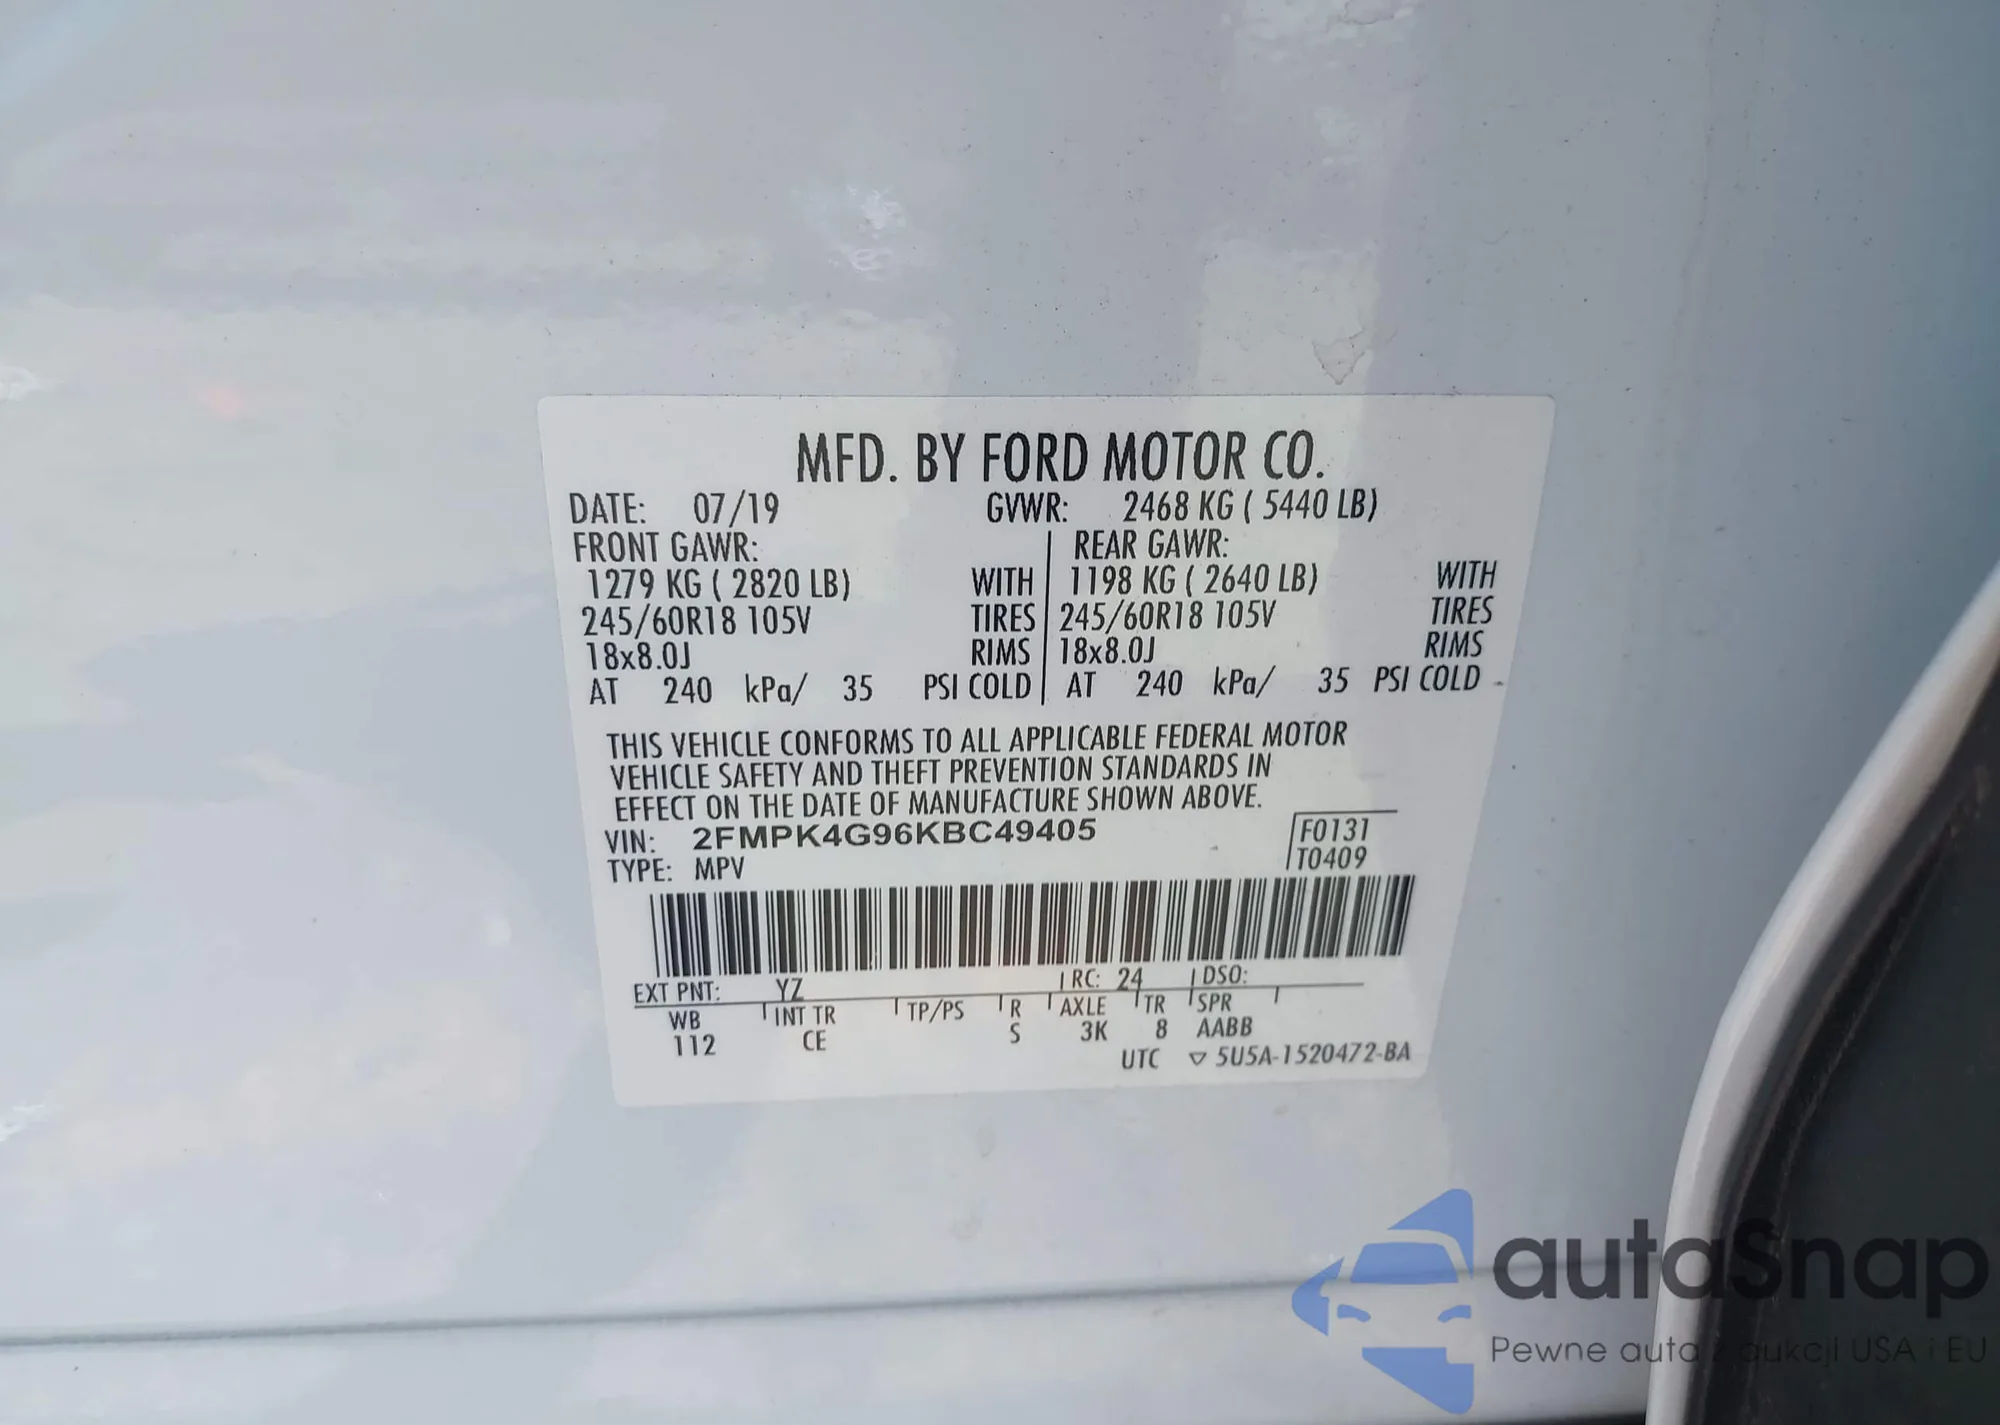 MFD. BY FORD MOTOR CO.
DATE: 07/19 GVWR: 2468 KG ( 5440 LB)
FRONT GAWR: REAR GAWR:
1279 KG ( 2820 LB) WITH 1198 KG ( 2640 LB) WITH
245/60R18 105V TIRES 245/60R18 105V TIRES
18x8.0J RIMS 18x8.0J RIMS
AT 240 kPa/ 35 PSI COLD AT 240 kPa/ 35 PSI COLD
THIS VEHICLE CONFORMS TO ALL APPLICABLE FEDERAL MOTOR
VEHICLE SAFETY AND THEFT PREVENTION STANDARDS IN
EFFECT ON THE DATE OF MANUFACTURE SHOWN ABOVE.
VIN: 2FMPK4G96KBC49405 F0131
TYPE: MPV T0409
EXT PNT: YZ RC: 24 DSO:
WB INT TR TP/PS R AXLE TR SPR
112 CE S 3K 8 AABB
UTC ▽ 5U5A-1520472-BA
autaSnap
Pewne auta z aukcji USA i EU